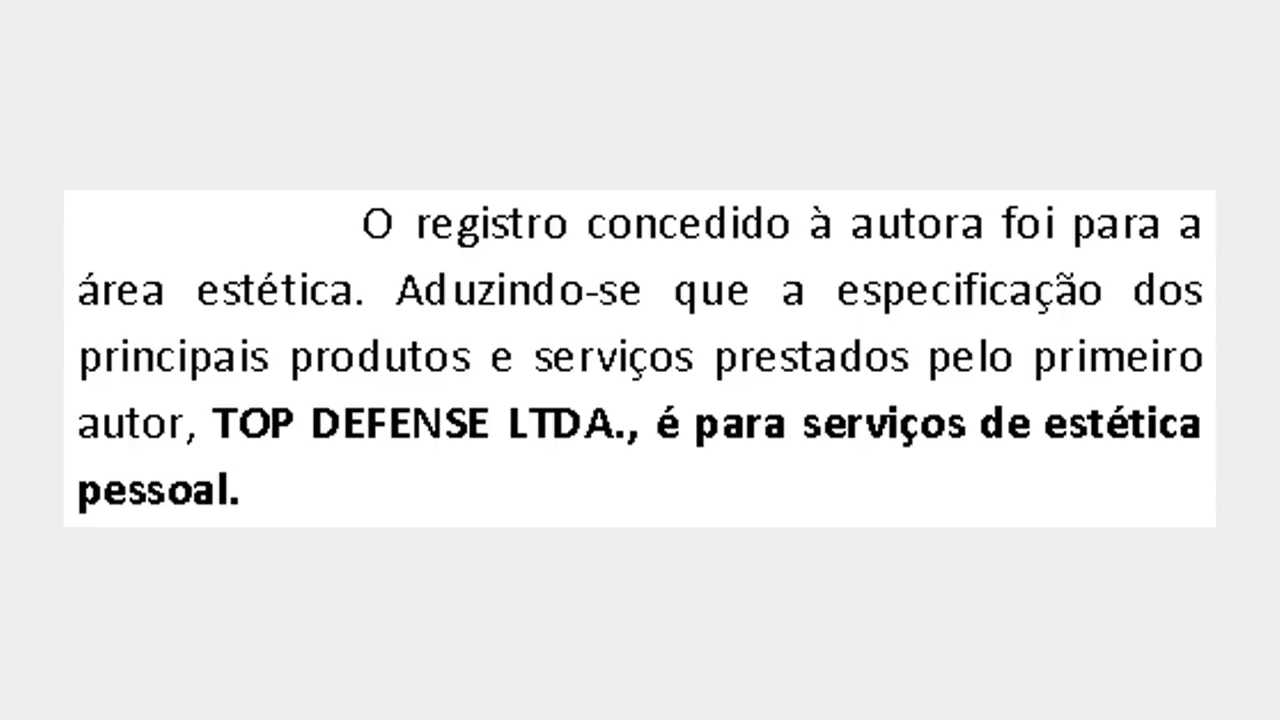 O registro concedido à autora foi para a
área estética. Aduzindo-se que a especificação dos
principais produtos e serviços prestados pelo primeiro
autor, TOP DEFENSE LTDA., é para serviços de estética
pessoal.